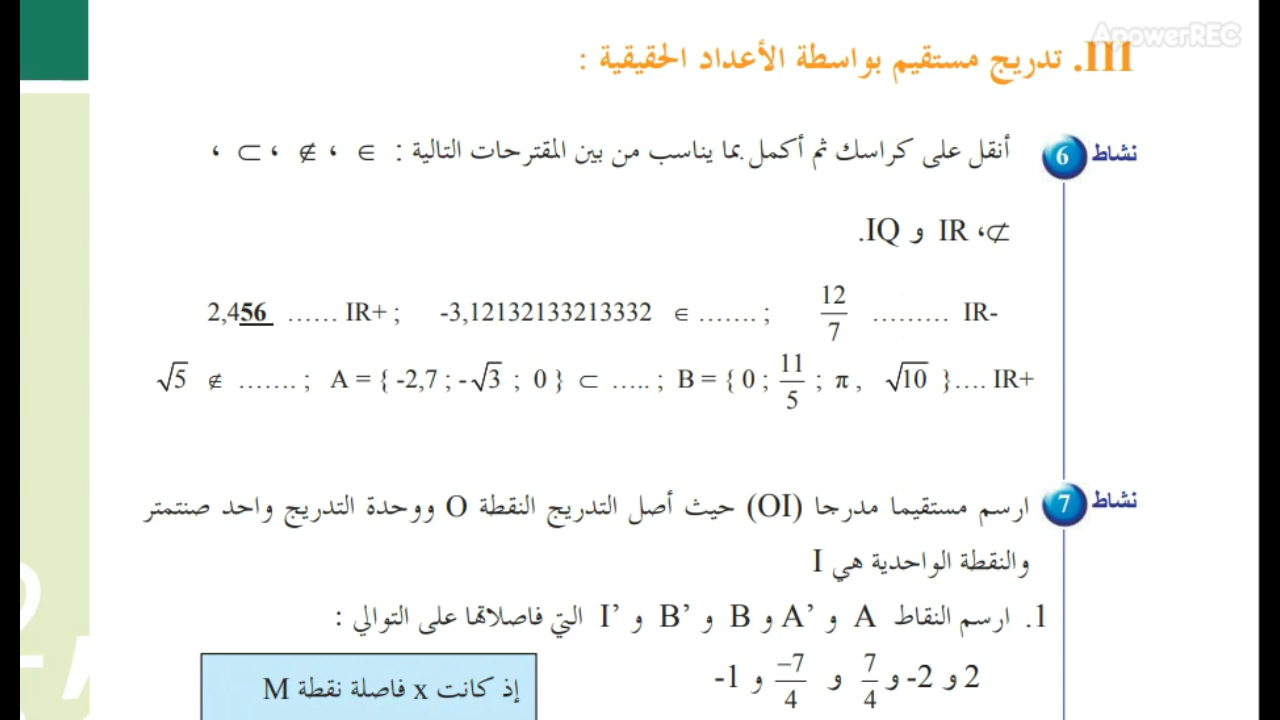 ApowerREC
III. تدريج مستقيم بواسطة الأعداد الحقيقية :
نشاط 6 أنقل على كراسك ثم أكمل بما يناسب من بين المقترحات التالية : ∈ ، ∉ ، ⊂ ،
⊄، IR و IQ.
2,456 ...... IR+ ; -3,12132133213332 ∈ ....... ; 12/7 ......... IR-
√5 ∉ ....... ; A = { -2,7 ; -√3 ; 0 } ⊂ ..... ; B = { 0 ; 11/5 ; π , √10 }.... IR+
نشاط 7 ارسم مستقيما مدرجا (OI) حيث أصل التدريج النقطة O ووحدة التدريج واحد صنتمتر
والنقطة الواحدية هي I
1. ارسم النقاط A و A’ و B و B’ و I’ التي فاصلاتها على التوالي :
2 و -2 و 7/4 و -7/4 و -1
إذ كانت x فاصلة نقطة M